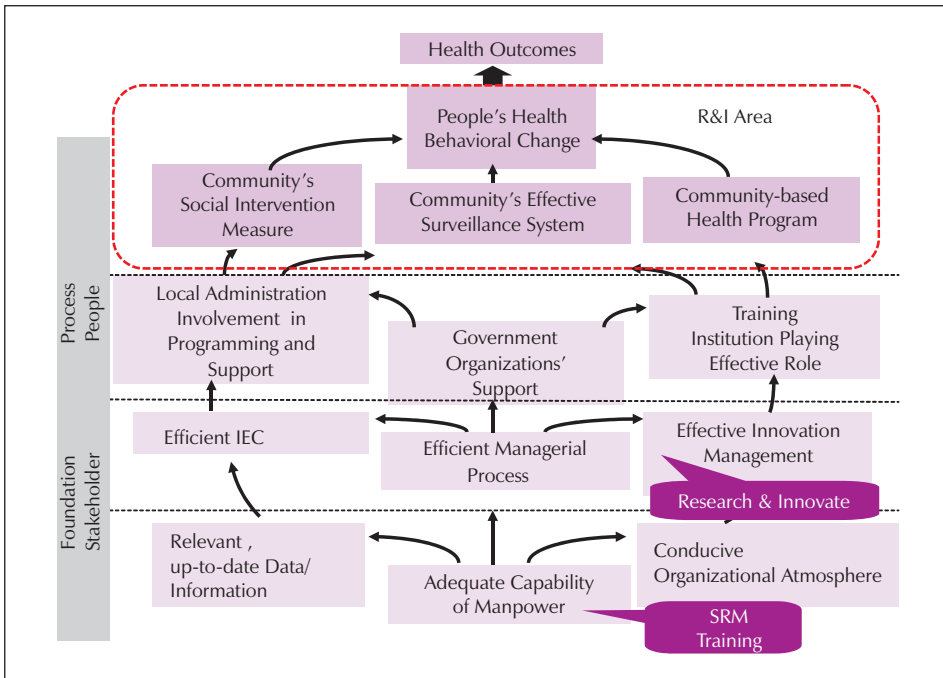 Health Outcomes
People's Health
Behavioral Change
R&I Area
Community's
Social Intervention
Measure
Community's Effective
Surveillance System
Community-based
Health Program
Process
People
Local Administration
Involvement in
Programming and
Support
Government
Organizations'
Support
Training
Institution Playing
Effective Role
Foundation
Stakeholder
Efficient IEC
Efficient Managerial
Process
Effective Innovation
Management
Research & Innovate
Relevant ,
up-to-date Data/
Information
Adequate Capability
of Manpower
Conducive
Organizational Atmosphere
SRM
Training